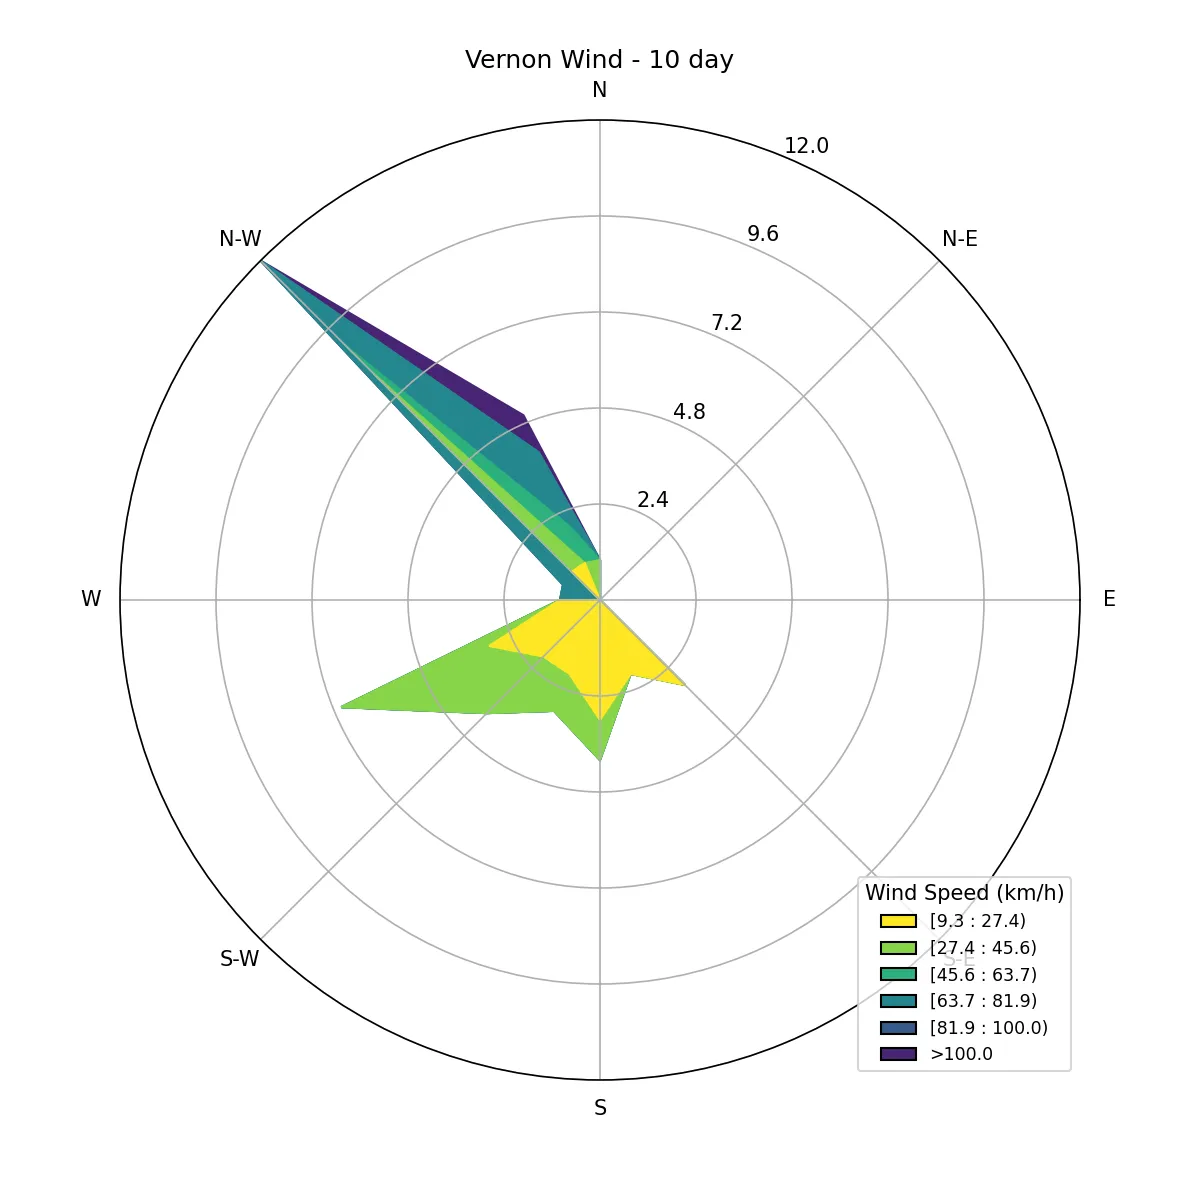 Vernon Wind - 10 day
N
12.0
N-W
9.6
N-E
7.2
4.8
2.4
W
E
S-W
S-E
S
Wind Speed (km/h)
[9.3 : 27.4)
[27.4 : 45.6)
[45.6 : 63.7)
[63.7 : 81.9)
[81.9 : 100.0)
>100.0